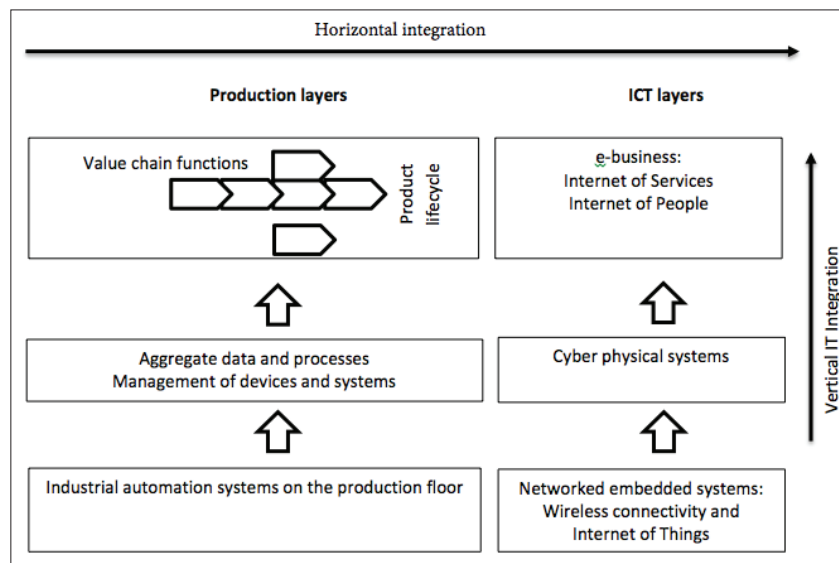 Horizontal integration
Production layers
ICT layers
Value chain functions
Product
lifecycle
e-business:
Internet of Services
Internet of People
Vertical IT Integration
Aggregate data and processes
Management of devices and systems
Cyber physical systems
Industrial automation systems on the production floor
Networked embedded systems:
Wireless connectivity and
Internet of Things